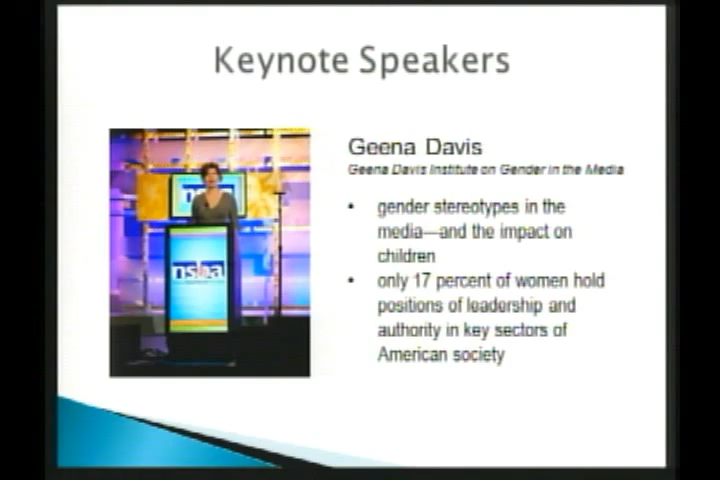 Keynote Speakers
Geena Davis
Geena Davis Institute on Gender in the Media
• gender stereotypes in the
media—and the impact on
children
• only 17 percent of women hold
positions of leadership and
authority in key sectors of
American society
nsba